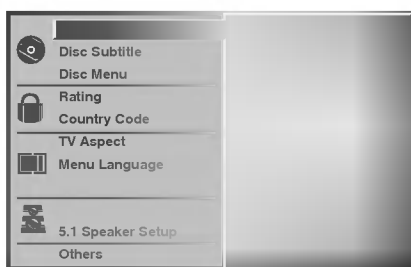 Disc Subtitle
Disc Menu
Rating
Country Code
TV Aspect
Menu Language
5.1 Speaker Setup
Others